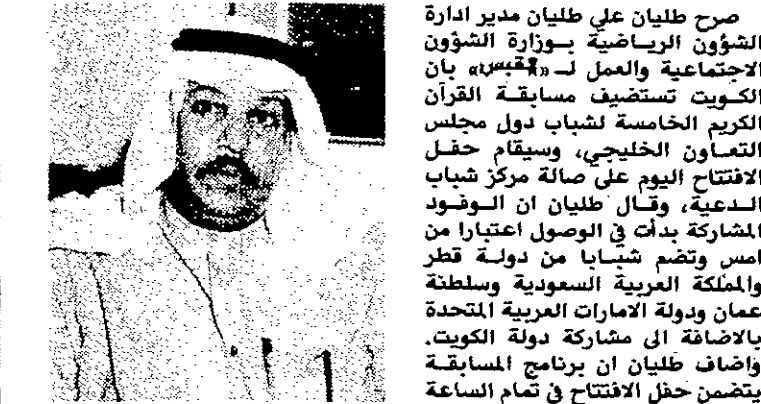 صرح طليان علي طليان مدير ادارة
الشؤون الرياضية بوزارة الشؤون
الاجتماعية والعمل لـ «القبس» بان
الكويت تستضيف مسابقة القرآن
الكريم الخامسة لشباب دول مجلس
التعاون الخليجي، وسيقام حفل
الافتتاح اليوم على صالة مركز شباب
الدعية، وقال طليان ان الوفود
المشاركة بدأت في الوصول اعتبارا من
امس وتضم شبابا من دولة قطر
والمملكة العربية السعودية وسلطنة
عمان ودولة الامارات العربية المتحدة
بالاضافة الى مشاركة دولة الكويت.
واضاف طليان ان برنامج المسابقة
يتضمن حفل الافتتاح في تمام الساعة